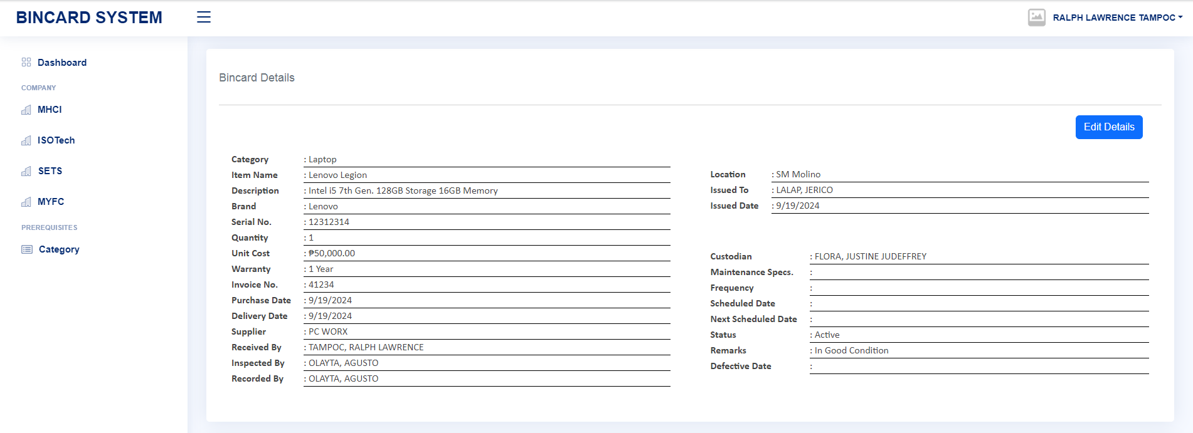 BINCARD SYSTEM
RALPH LAWRENCE TAMPOC
Dashboard
COMPANY
MHCI
ISOTech
SETS
MYFC
PREREQUISITES
Category
Bincard Details
Edit Details
Category : Laptop
Item Name : Lenovo Legion
Description : Intel i5 7th Gen. 128GB Storage 16GB Memory
Brand : Lenovo
Serial No. : 12312314
Quantity : 1
Unit Cost : ₱50,000.00
Warranty : 1 Year
Invoice No. : 41234
Purchase Date : 9/19/2024
Delivery Date : 9/19/2024
Supplier : PC WORX
Received By : TAMPOC, RALPH LAWRENCE
Inspected By : OLAYTA, AGUSTO
Recorded By : OLAYTA, AGUSTO
Location : SM Molino
Issued To : LALAP, JERICO
Issued Date : 9/19/2024
Custodian : FLORA, JUSTINE JUDEFFREY
Maintenance Specs. :
Frequency :
Scheduled Date :
Next Scheduled Date :
Status : Active
Remarks : In Good Condition
Defective Date :